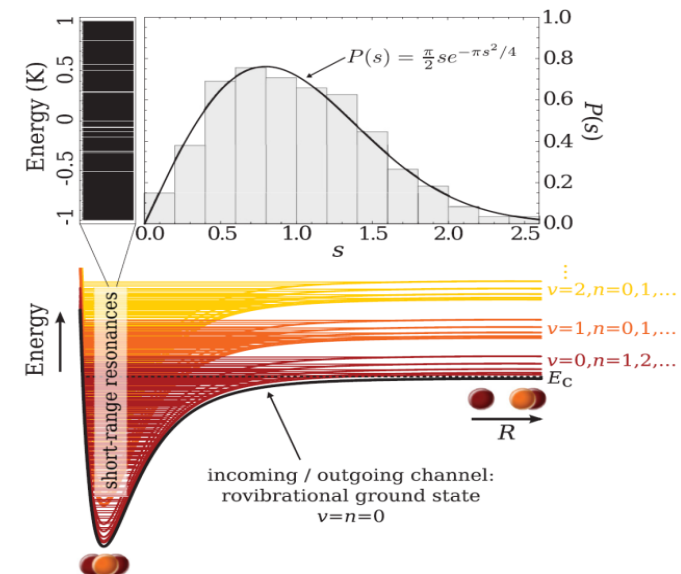 Energy (K)
1
0.5
0
-0.5
-1
P(s) = π/2 se^{-πs²/4}
1.0
0.8
0.6
0.4
0.2
0.0
P(s)
0.0 0.5 1.0 1.5 2.0 2.5
s
Energy
short-range resonances
⋮
v=2,n=0,1,...
v=1,n=0,1...
v=0,n=1,2,...
E_c
R
incoming / outgoing channel:
rovibrational ground state
v=n=0